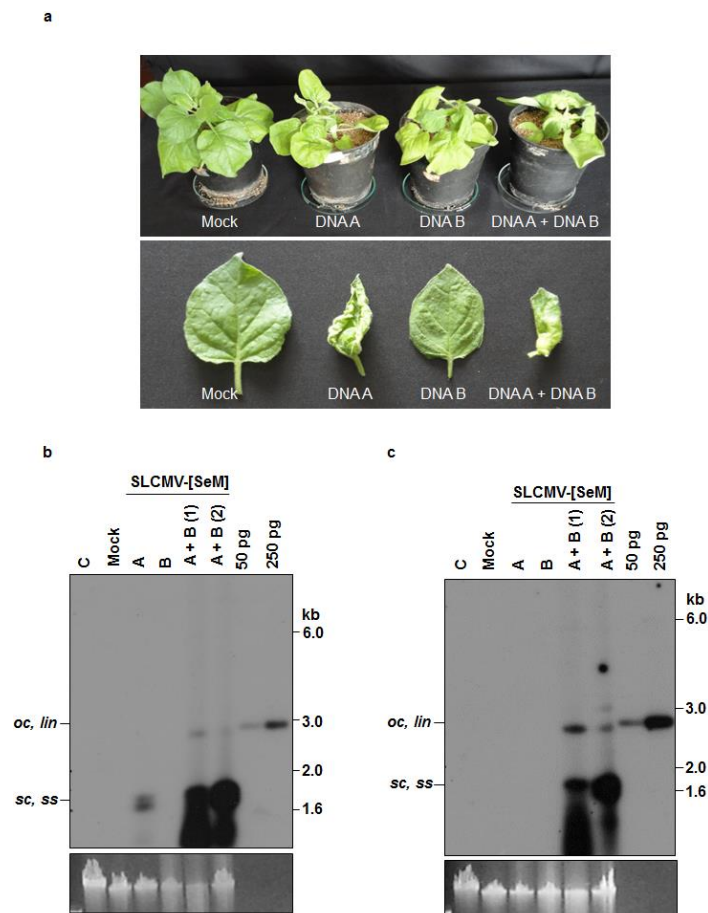 a
Mock DNA A DNA B DNA A + DNA B
Mock DNA A DNA B DNA A + DNA B
b
SLCMV-[SeM]
C Mock A B A + B (1) A + B (2) 50 pg 250 pg
kb
6.0
oc, lin 3.0
2.0
sc, ss
1.6
c
SLCMV-[SeM]
C Mock A B A + B (1) A + B (2) 50 pg 250 pg
kb
6.0
3.0
oc, lin
2.0
sc, ss 1.6